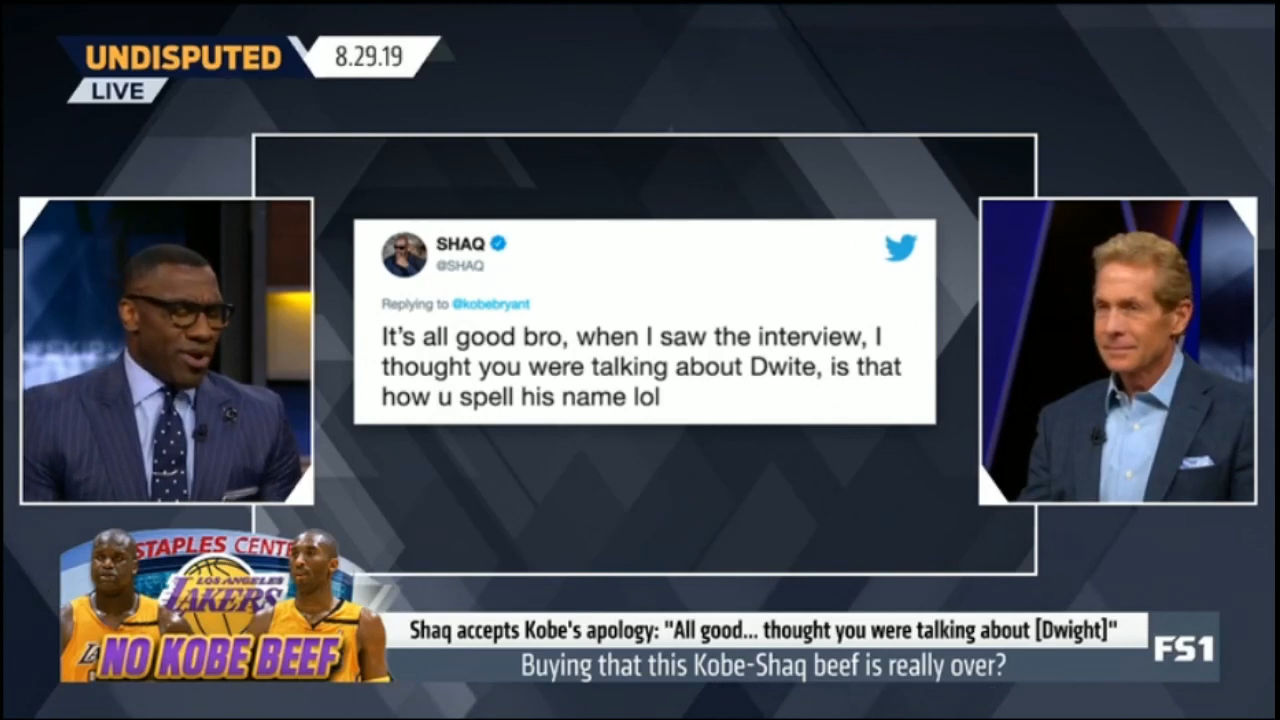 UNDISPUTED
8.29.19
LIVE
SHAQ
@SHAQ
Replying to @kobebryant
It's all good bro, when I saw the interview, I
thought you were talking about Dwite, is that
how u spell his name lol
STAPLES CENTE
LOS ANGELES
LAKERS
NO KOBE BEEF
Shaq accepts Kobe's apology: "All good... thought you were talking about [Dwight]"
Buying that this Kobe-Shaq beef is really over?
FS1